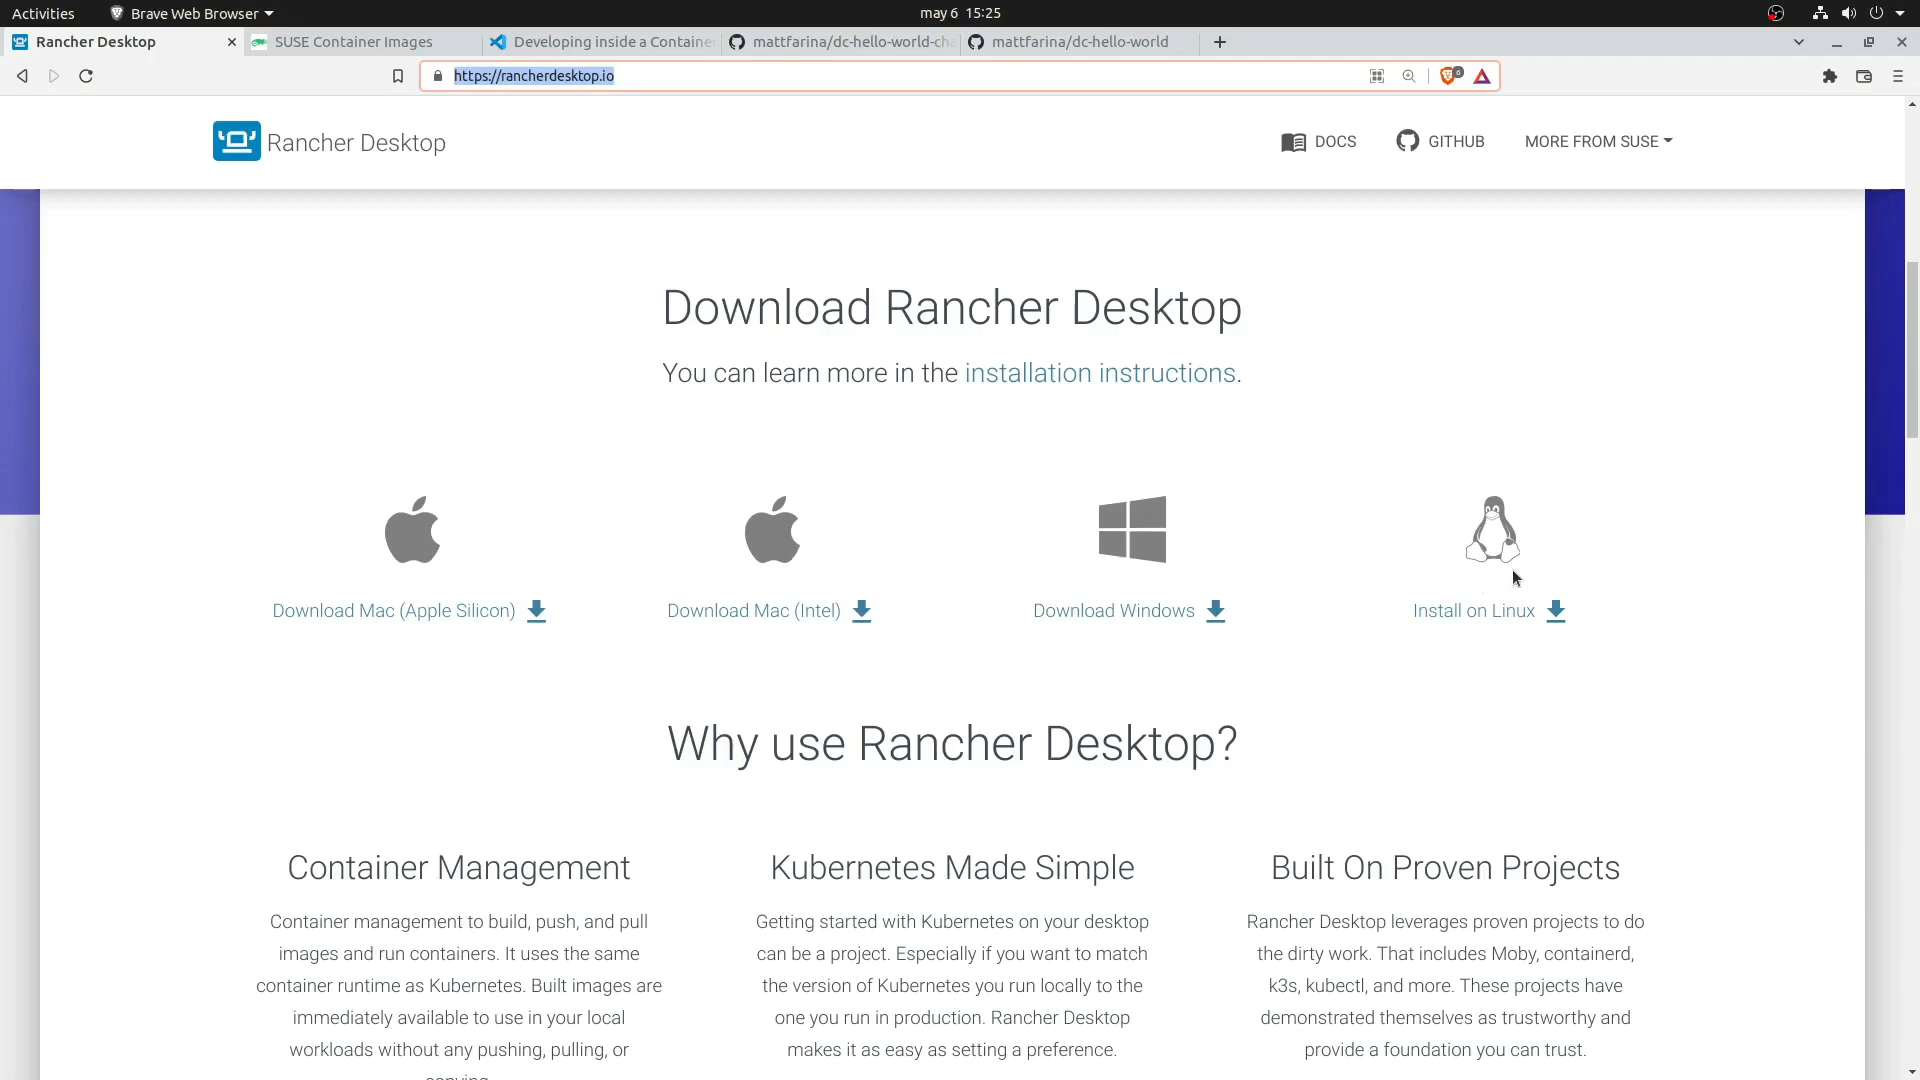 Activities
Brave Web Browser
may 6 15:25
Rancher Desktop
SUSE Container Images
Developing inside a Containe
mattfarina/dc-hello-world-cha
mattfarina/dc-hello-world
https://rancherdesktop.io
6
Rancher Desktop
DOCS
GITHUB
MORE FROM SUSE
Download Rancher Desktop
You can learn more in the installation instructions.
Download Mac (Apple Silicon)
Download Mac (Intel)
Download Windows
Install on Linux
Why use Rancher Desktop?
Container Management
Container management to build, push, and pull
images and run containers. It uses the same
container runtime as Kubernetes. Built images are
immediately available to use in your local
workloads without any pushing, pulling, or
Kubernetes Made Simple
Getting started with Kubernetes on your desktop
can be a project. Especially if you want to match
the version of Kubernetes you run locally to the
one you run in production. Rancher Desktop
makes it as easy as setting a preference.
Built On Proven Projects
Rancher Desktop leverages proven projects to do
the dirty work. That includes Moby, containerd,
k3s, kubectl, and more. These projects have
demonstrated themselves as trustworthy and
provide a foundation you can trust.